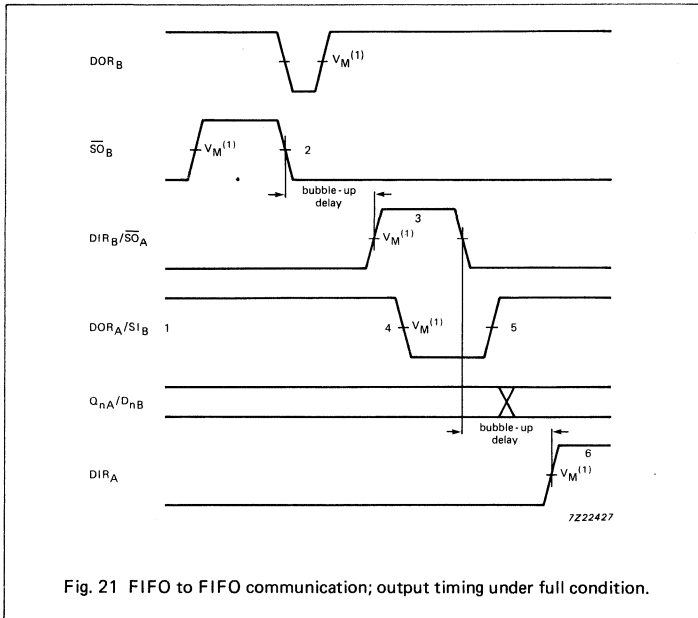 DOR_B
V_M^(1)
S̅O̅_B
V_M^(1)
2
bubble-up
delay
DIR_B/S̅O̅_A
3
V_M^(1)
DOR_A/SI_B
1
4
V_M^(1)
5
Q_nA/D_nB
bubble-up
delay
DIR_A
6
V_M^(1)
7Z22427
Fig. 21 FIFO to FIFO communication; output timing under full condition.